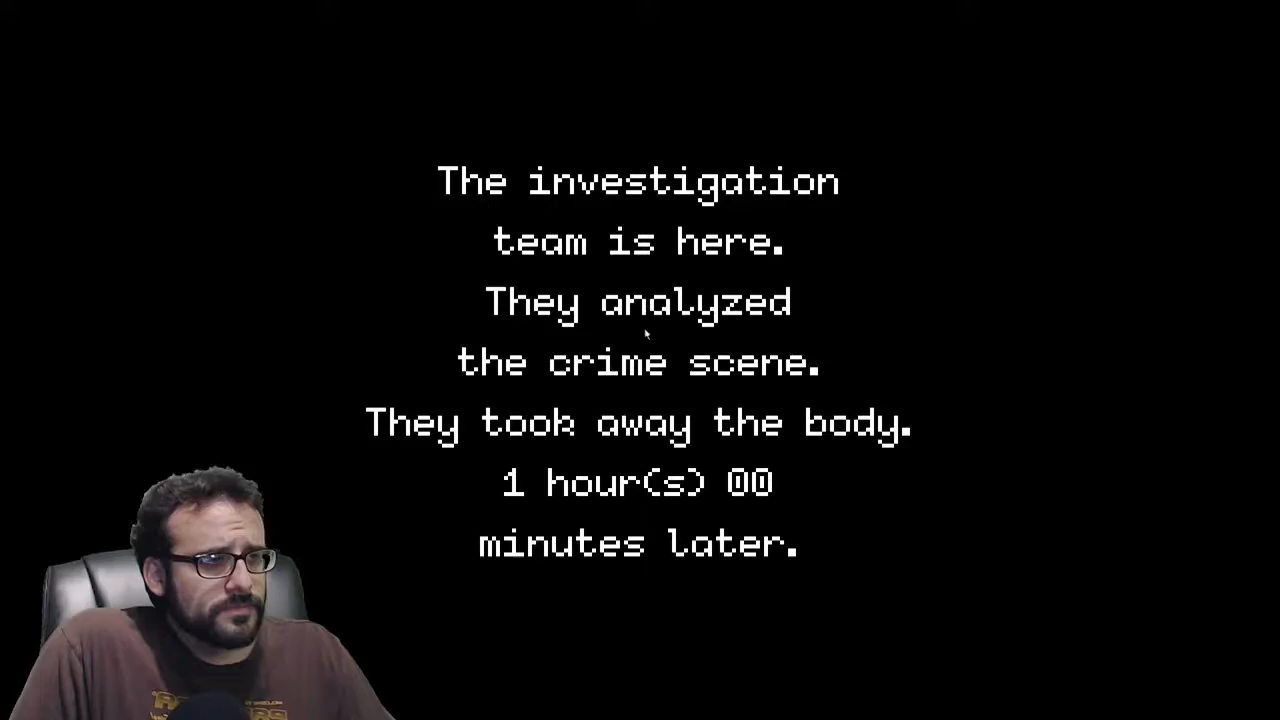 The investigation
team is here.
They analyzed
the crime scene.
They took away the body.
1 hour(s) 00
minutes later.